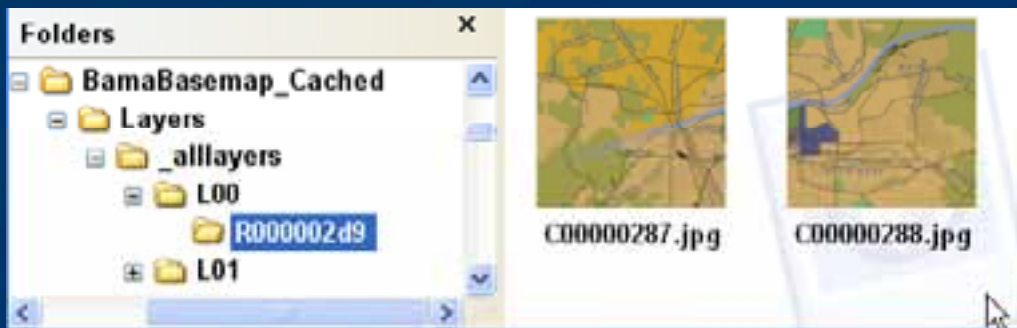 Folders
BamaBasemap_Cached
Layers
_alllayers
L00
R000002d9
L01
C00000287.jpg
C00000288.jpg